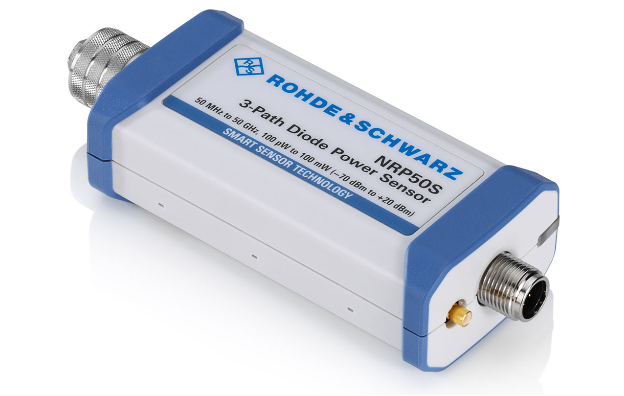 R
S
ROHDE&SCHWARZ
NRP50S
3-Path Diode Power Sensor
50 MHz to 50 GHz, 100 pW to 100 mW (−70 dBm to +20 dBm)
SMART SENSOR TECHNOLOGY